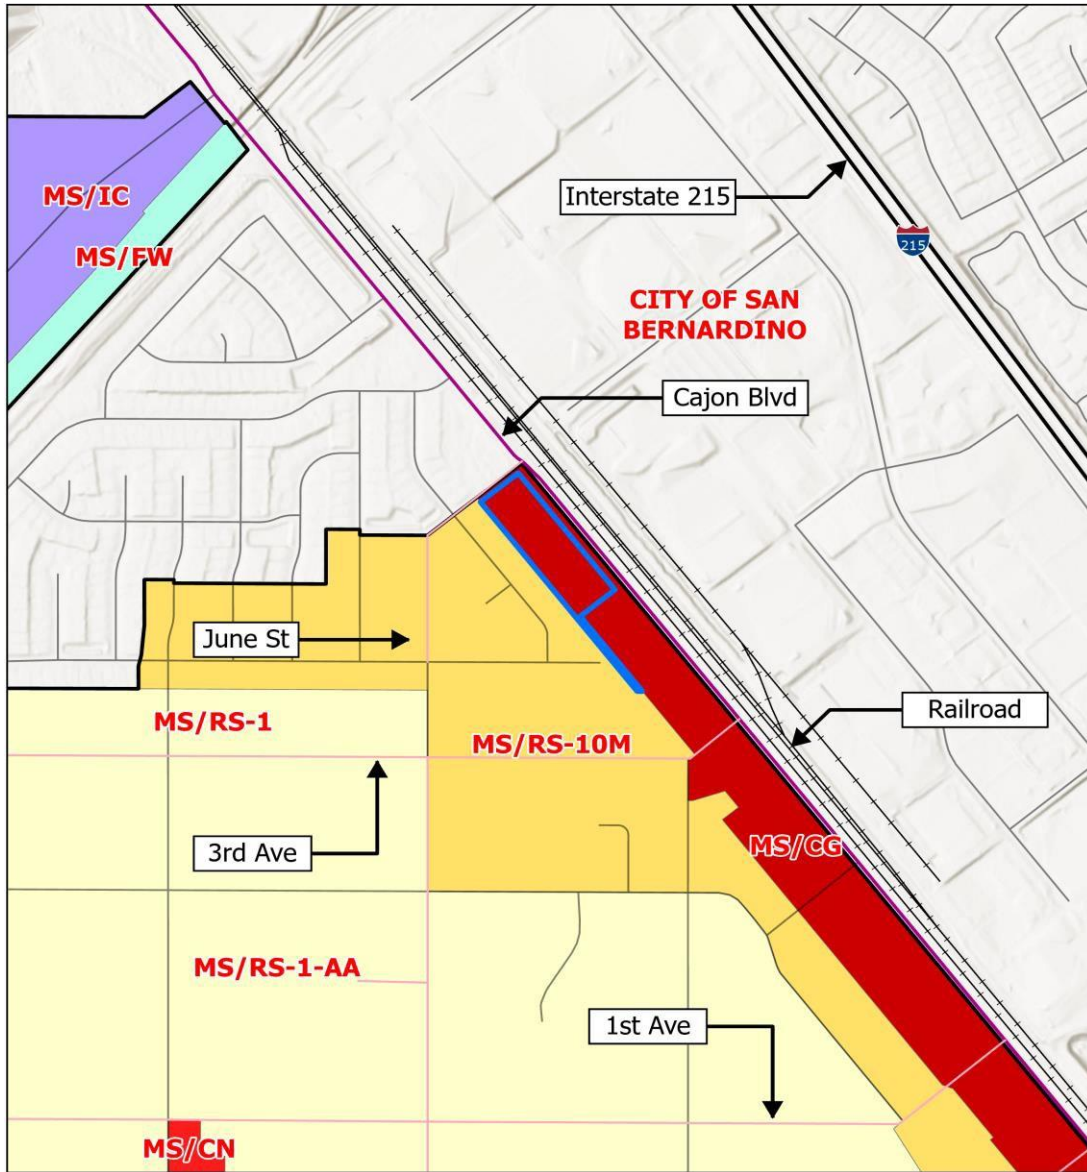 MS/IC
Interstate 215
215
MS/FW
CITY OF SAN
BERNARDINO
Cajon Blvd
June St
MS/RS-1
MS/RS-10M
Railroad
3rd Ave
MS/CG
MS/RS-1-AA
1st Ave
MS/CN